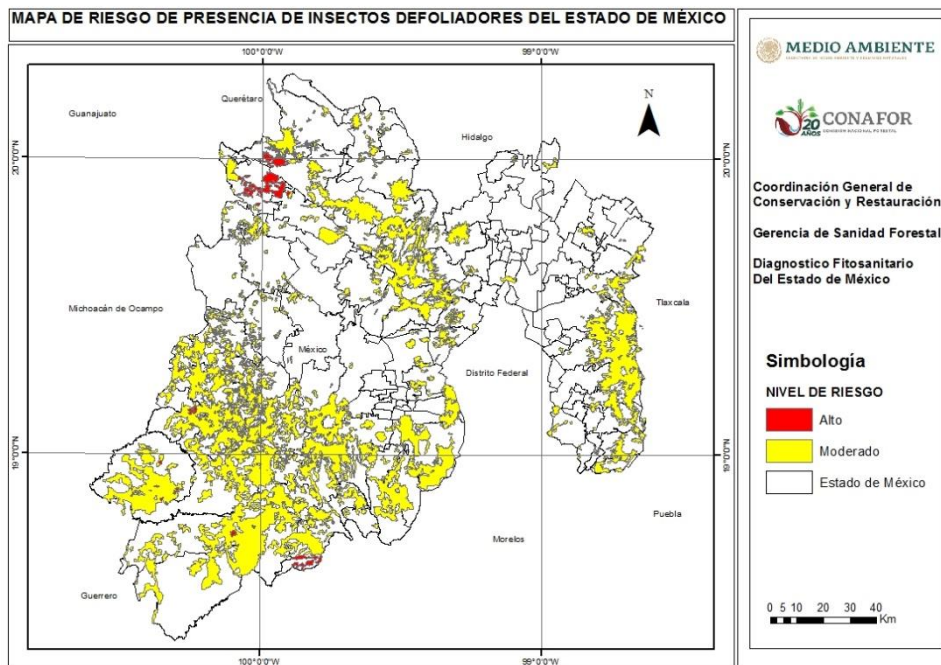 MAPA DE RIESGO DE PRESENCIA DE INSECTOS DEFOLIADORES DEL ESTADO DE MÉXICO
100°0'0"W
99°0'0"W
Querétaro
Guanajuato
N
Hidalgo
20°0'0"N
20°0'0"N
Michoacán de Ocampo
Tlaxcala
México
Distrito Federal
19°0'0"N
19°0'0"N
Puebla
Morelos
Guerrero
100°0'0"W
99°0'0"W
MEDIO AMBIENTE
20
AÑOS
CONAFOR
COMISIÓN NACIONAL FORESTAL
Coordinación General de
Conservación y Restauración
Gerencia de Sanidad Forestal
Diagnostico Fitosanitario
Del Estado de México
Simbología
NIVEL DE RIESGO
Alto
Moderado
Estado de México
0 5 10 20 30 40
Km